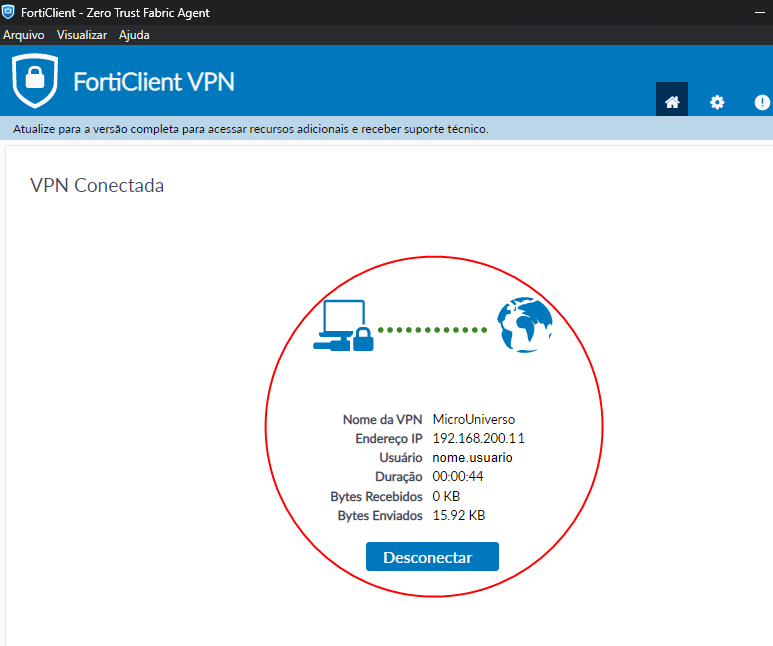 FortiClient - Zero Trust Fabric Agent
Arquivo Visualizar Ajuda
FortiClient VPN
Atualize para a versão completa para acessar recursos adicionais e receber suporte técnico.
VPN Conectada
Nome da VPN MicroUniverso
Endereço IP 192.168.200.11
Usuário nome.usuario
Duração 00:00:44
Bytes Recebidos 0 KB
Bytes Enviados 15.92 KB
Desconectar